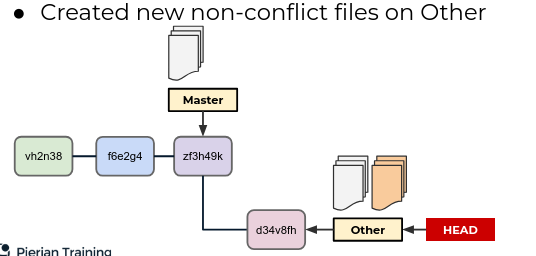 ● Created new non-conflict files on Other
Master
vh2n38
f6e2g4
zf3h49k
d34v8fh
Other
HEAD
Pierian Training